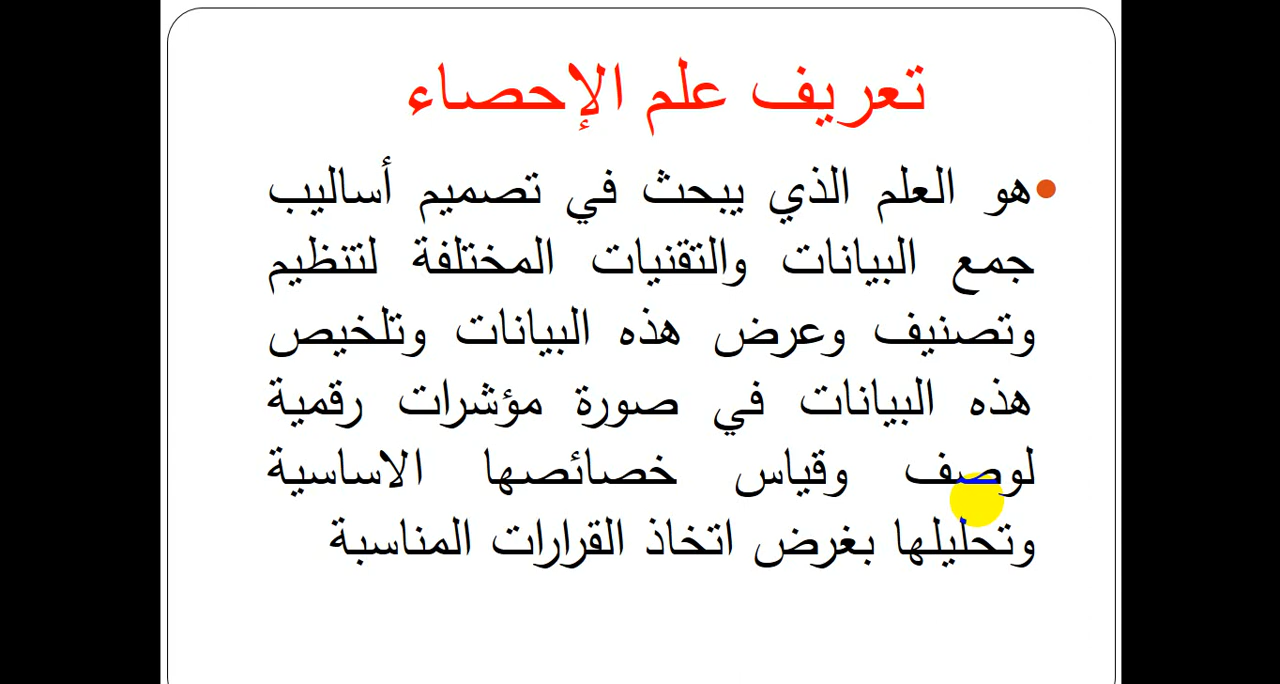 تعريف علم الإحصاء
هو العلم الذي يبحث في تصميم أساليب
جمع البيانات والتقنيات المختلفة لتنظيم
وتصنيف وعرض هذه البيانات وتلخيص
هذه البيانات في صورة مؤشرات رقمية
لوصف وقياس خصائصها الاساسية
وتحليلها بغرض اتخاذ القرارات المناسبة